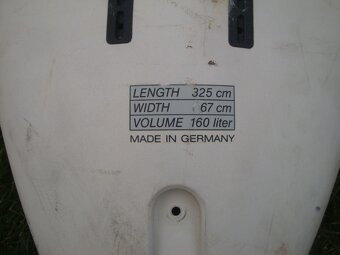 LENGTH 325 cm
WIDTH 67 cm
VOLUME 160 liter
MADE IN GERMANY